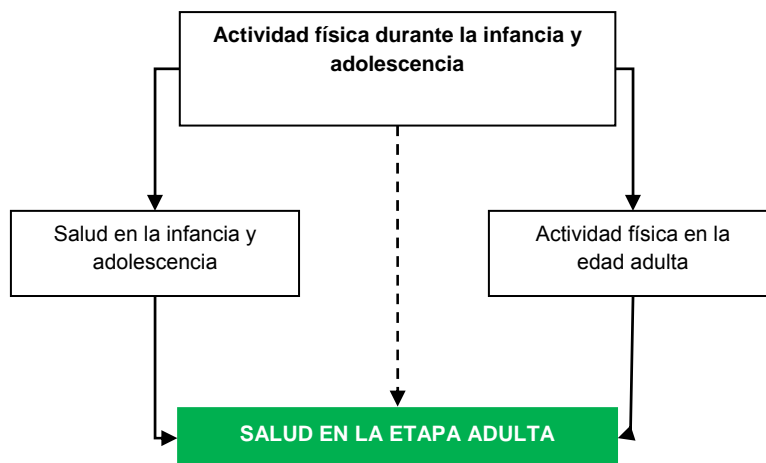 Actividad física durante la infancia y
adolescencia
Salud en la infancia y
adolescencia
Actividad física en la
edad adulta
SALUD EN LA ETAPA ADULTA